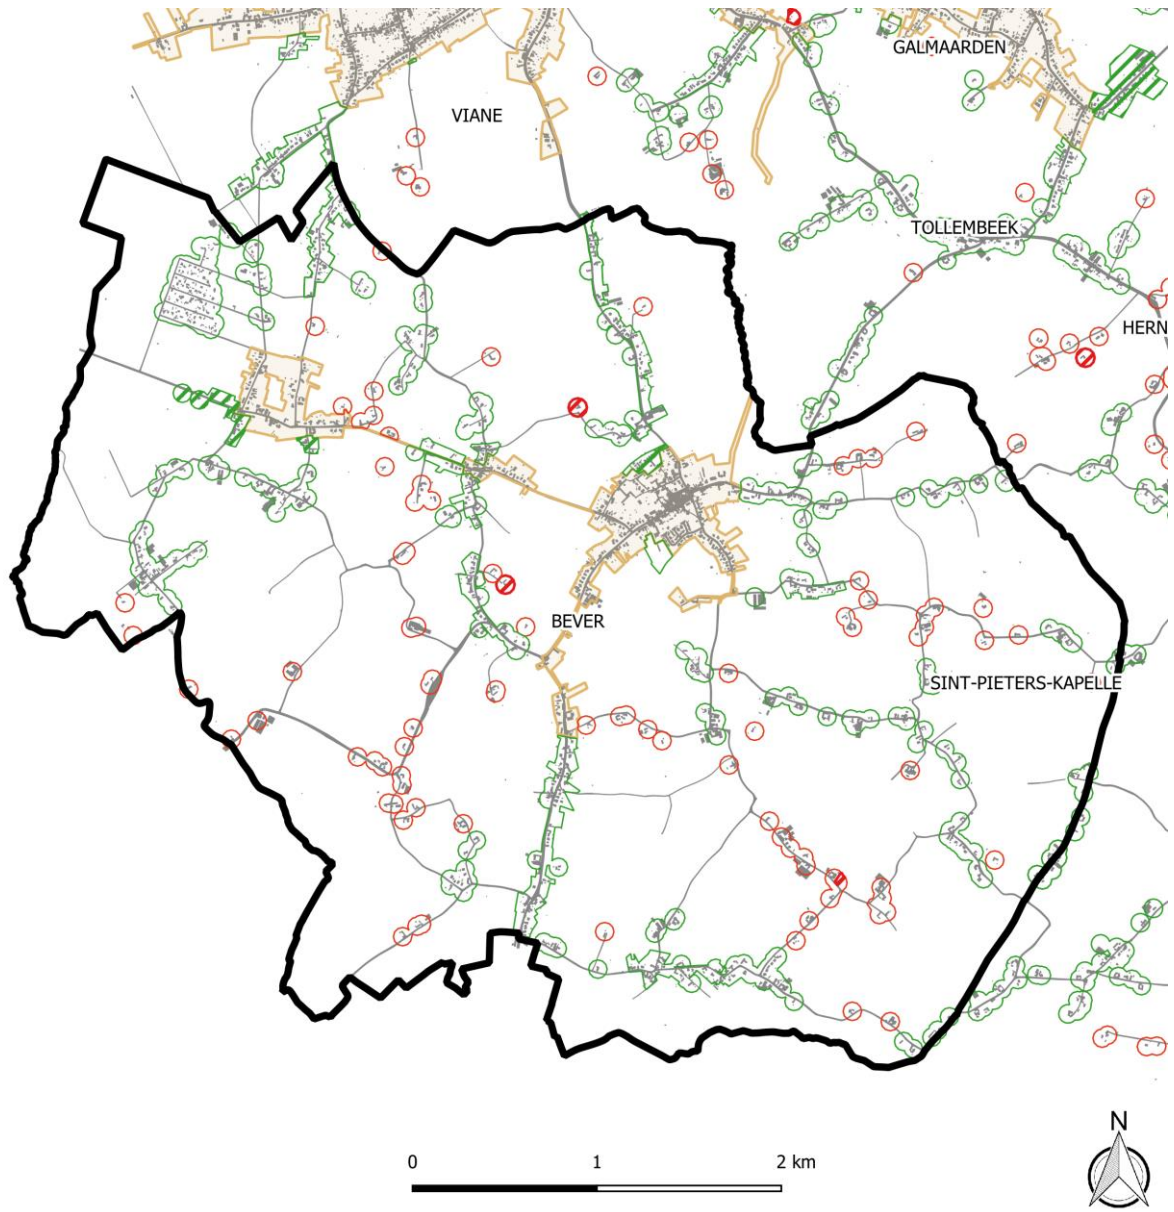 GALMAARDEN
VIANE
TOLLEMBEEK
HERN
BEVER
SINT-PIETERS-KAPELLE
N
0 1 2 km